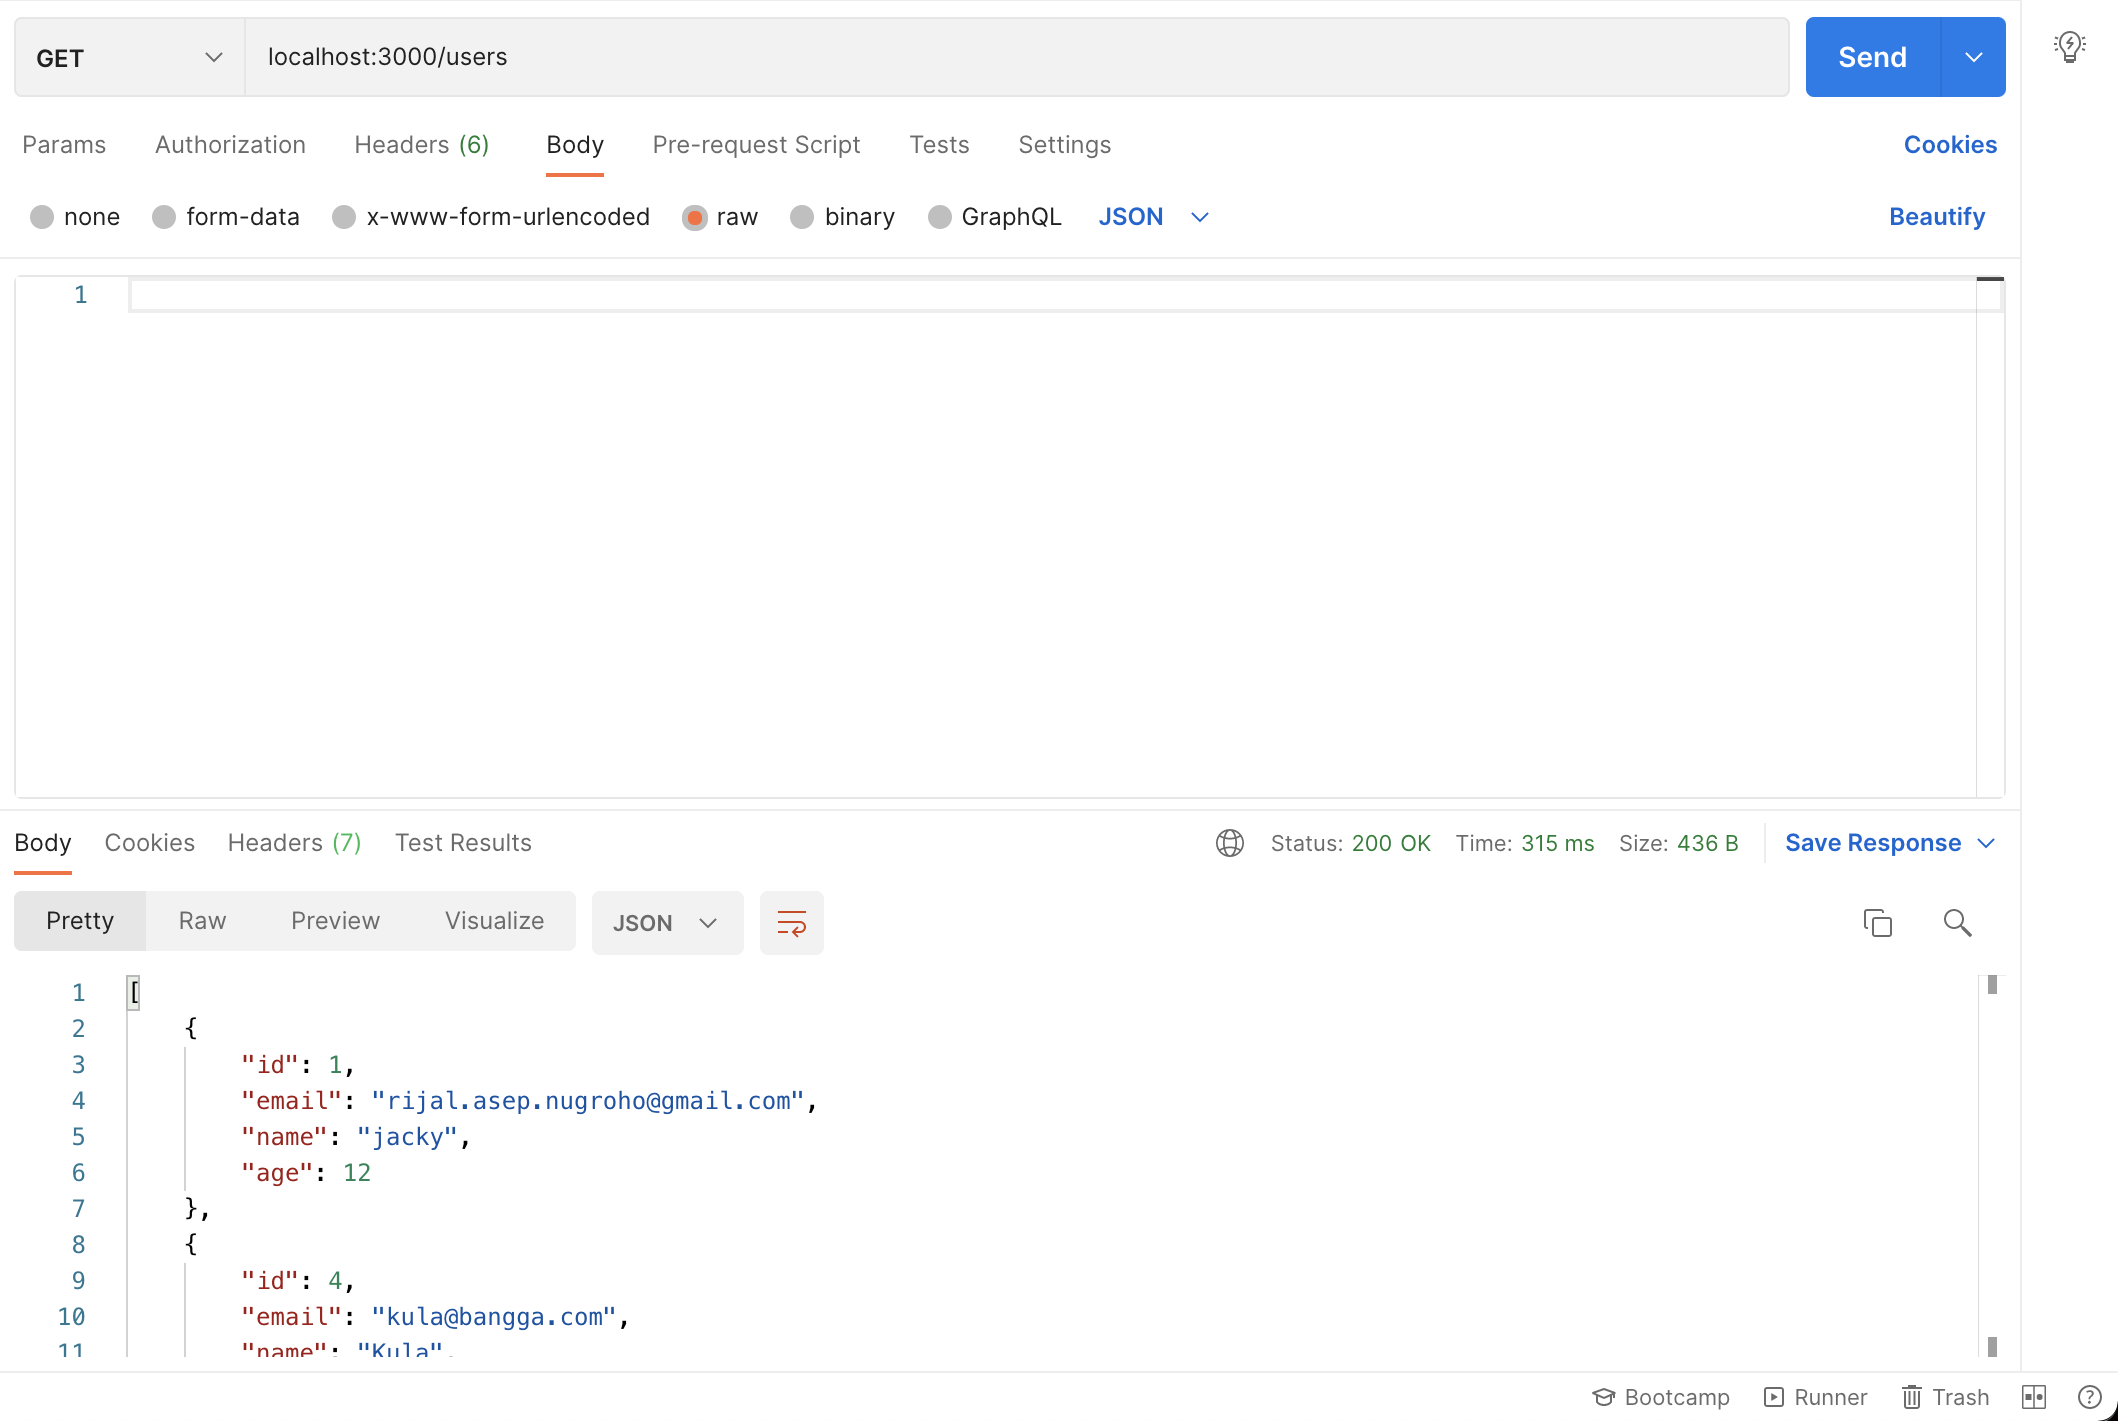 GET localhost:3000/users Send
Params Authorization Headers (6) Body Pre-request Script Tests Settings Cookies
none form-data x-www-form-urlencoded raw binary GraphQL JSON Beautify
1
Body Cookies Headers (7) Test Results Status: 200 OK Time: 315 ms Size: 436 B Save Response
Pretty Raw Preview Visualize JSON
1 [
2 {
3 "id": 1,
4 "email": "rijal.asep.nugroho@gmail.com",
5 "name": "jacky",
6 "age": 12
7 },
8 {
9 "id": 4,
10 "email": "kula@bangga.com",
11 "name": "Kula",
Bootcamp Runner Trash